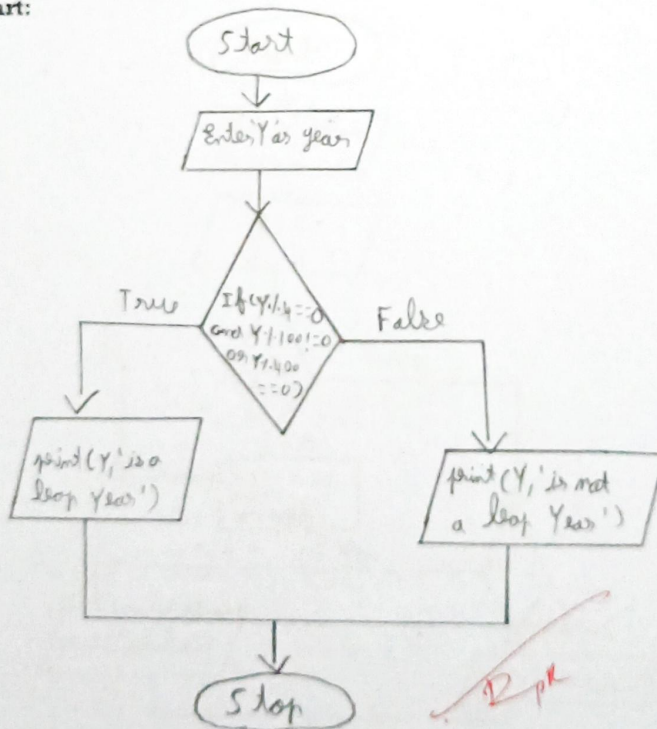 art:
Start
Enter 'Y' as year
If (Y%4==0
and Y%100!=0
or Y%400
==0)
True
False
print(Y,'is a
leap Year')
print(Y,'is not
a leap Year')
Stop